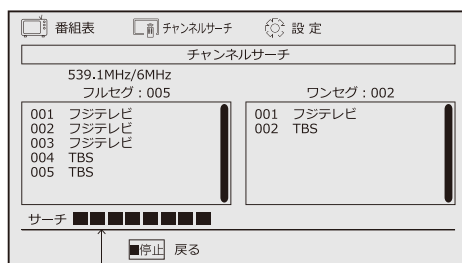 番組表 チャンネルサーチ 設定
チャンネルサーチ
539.1MHz/6MHz
フルセグ：005
001 フジテレビ
002 フジテレビ
003 フジテレビ
004 TBS
005 TBS
ワンセグ：002
001 フジテレビ
002 TBS
サーチ
■停止 戻る